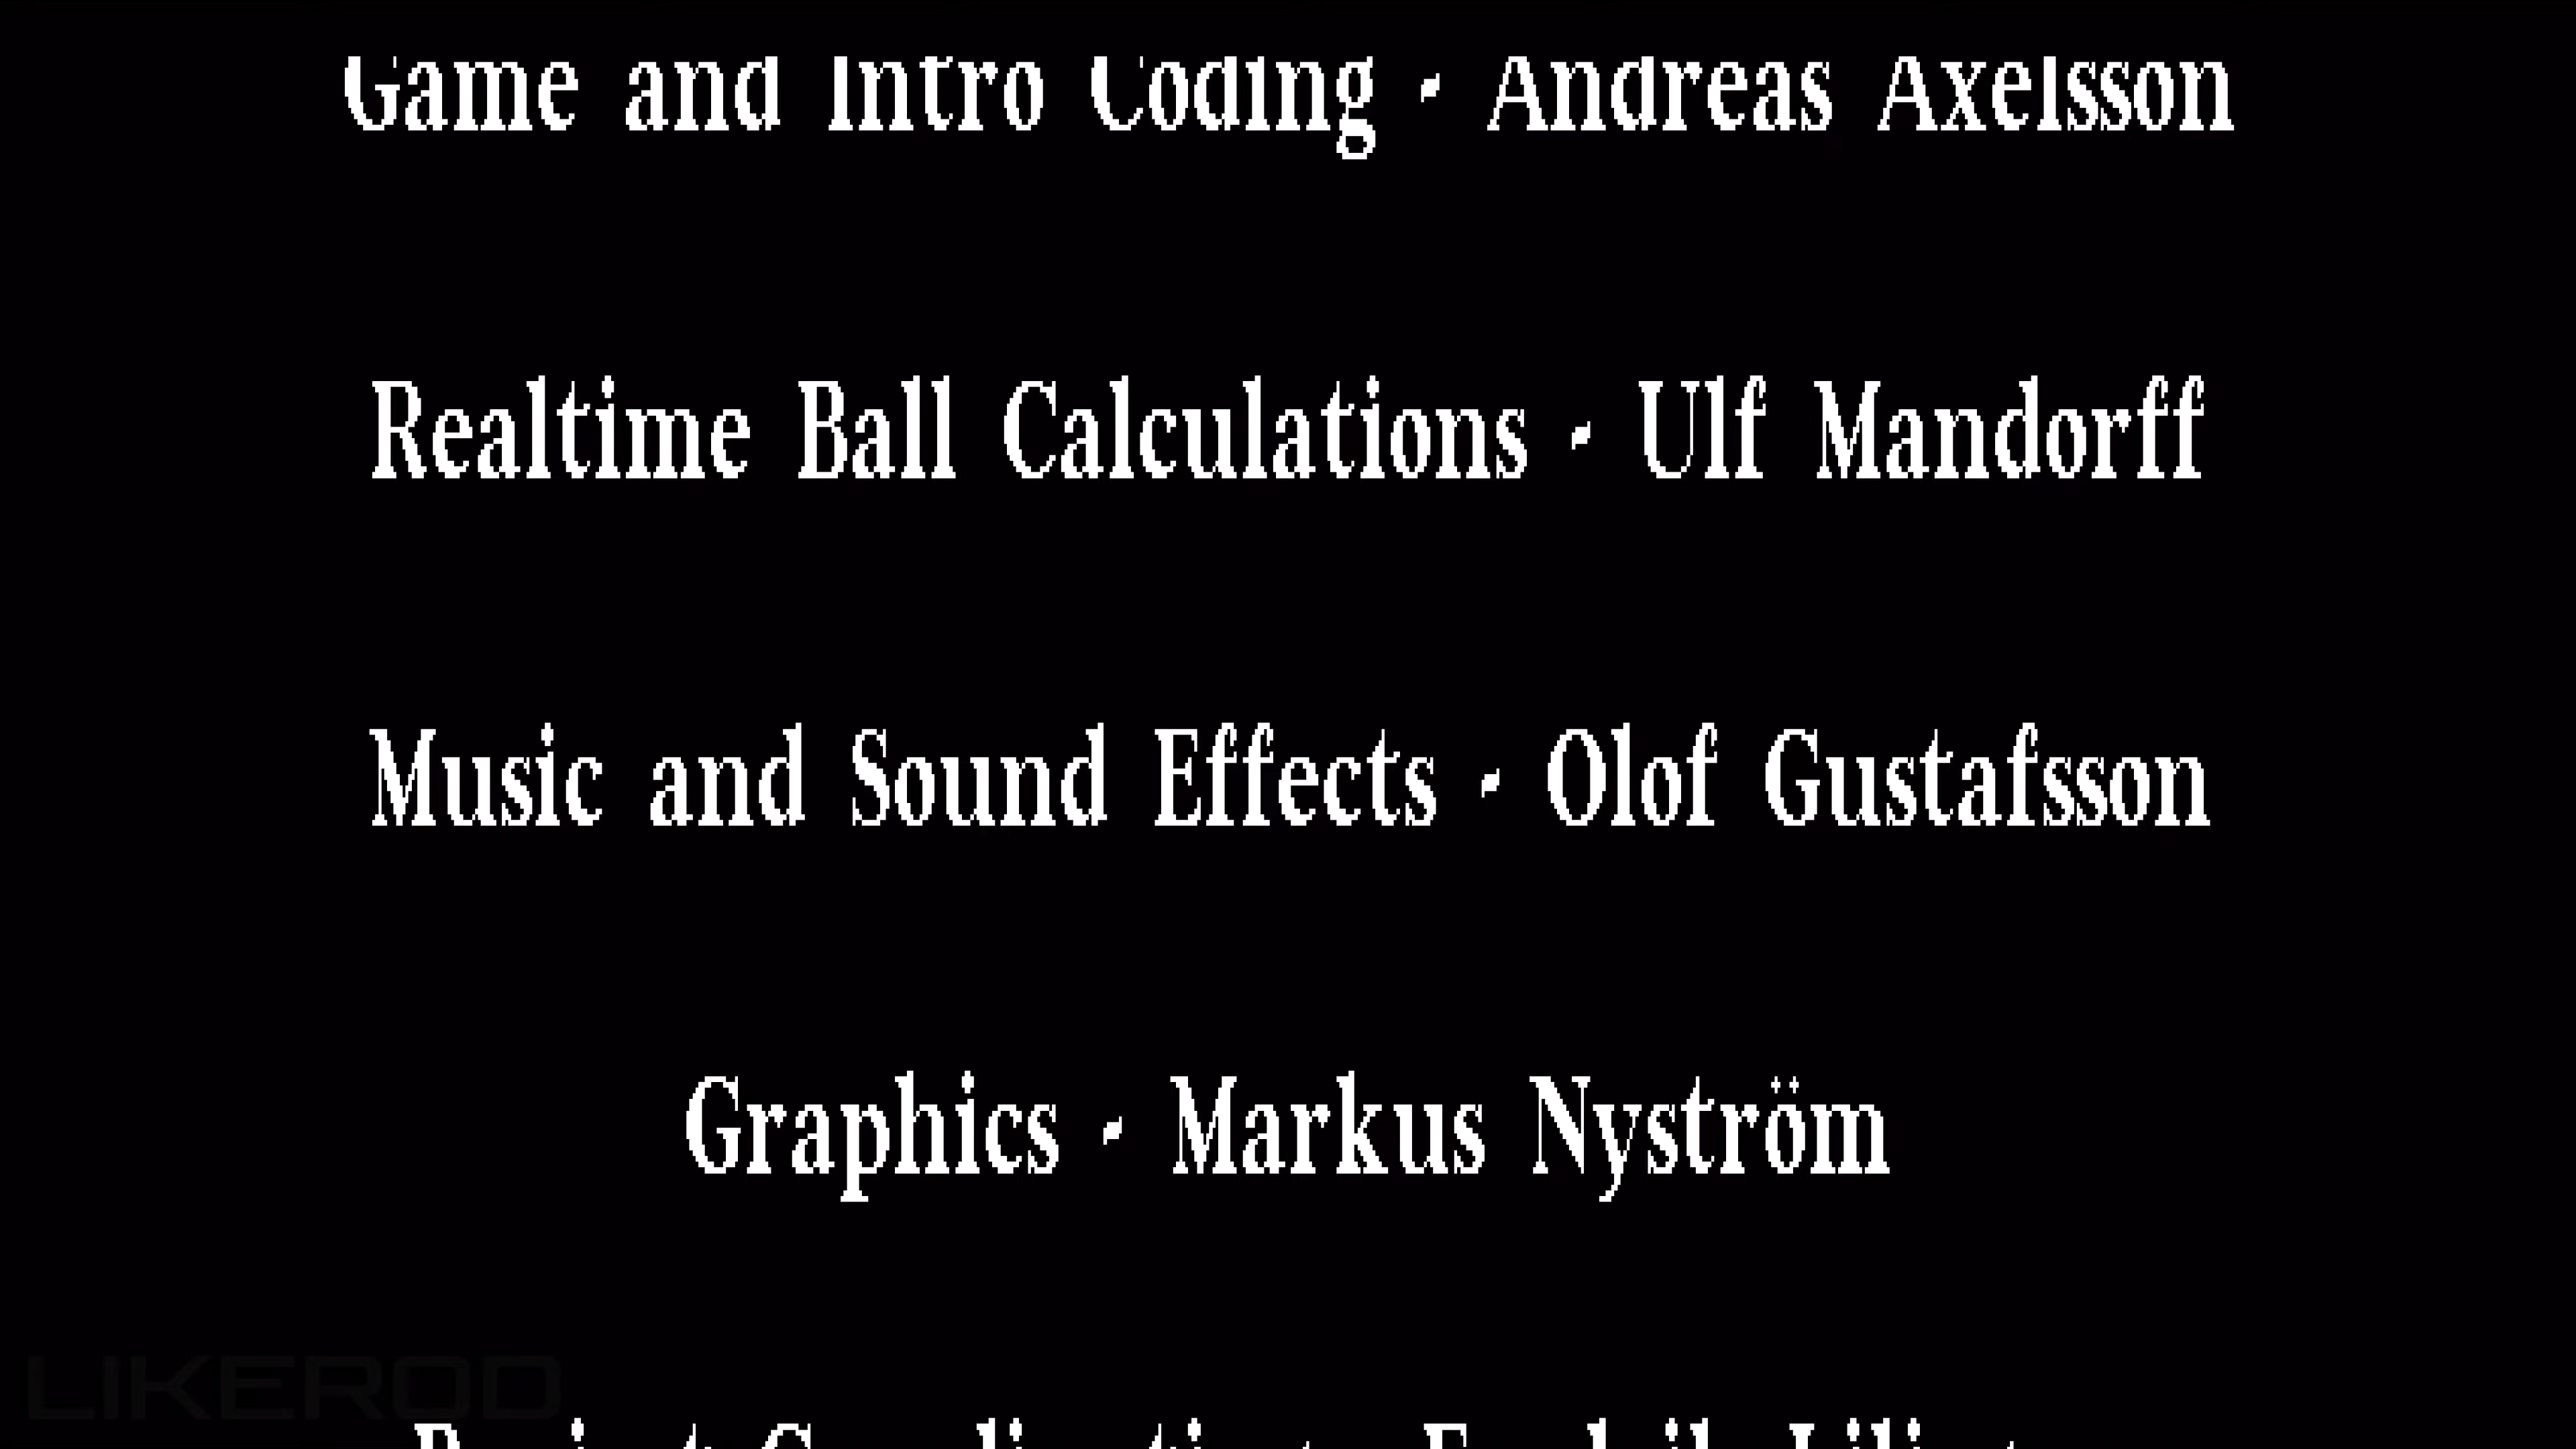 Game and Intro Coding - Andreas Axelsson
Realtime Ball Calculations - Ulf Mandorff
Music and Sound Effects - Olof Gustafsson
Graphics - Markus Nyström
LIKEROD